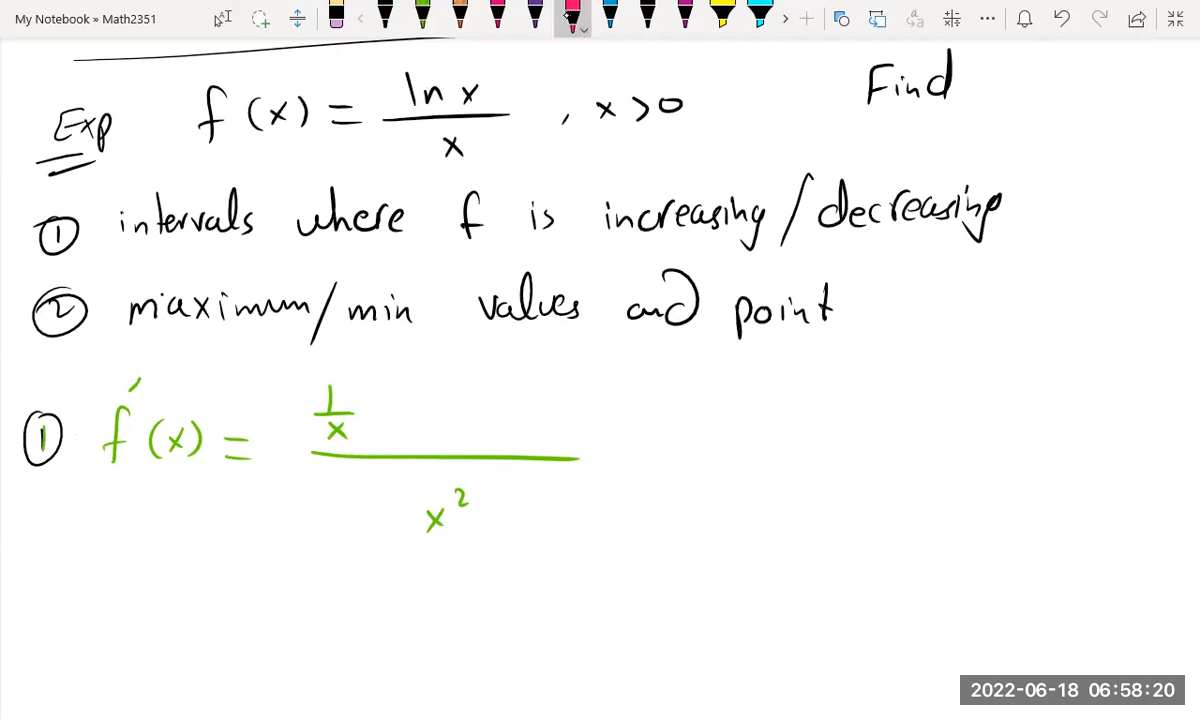 My Notebook » Math2351
Exp f(x) = ln x / x , x > 0 Find
① intervals where f is increasing/decreasing
② maximum/min values and point
① f′(x) = 1/x / x²
2022-06-18 06:58:20